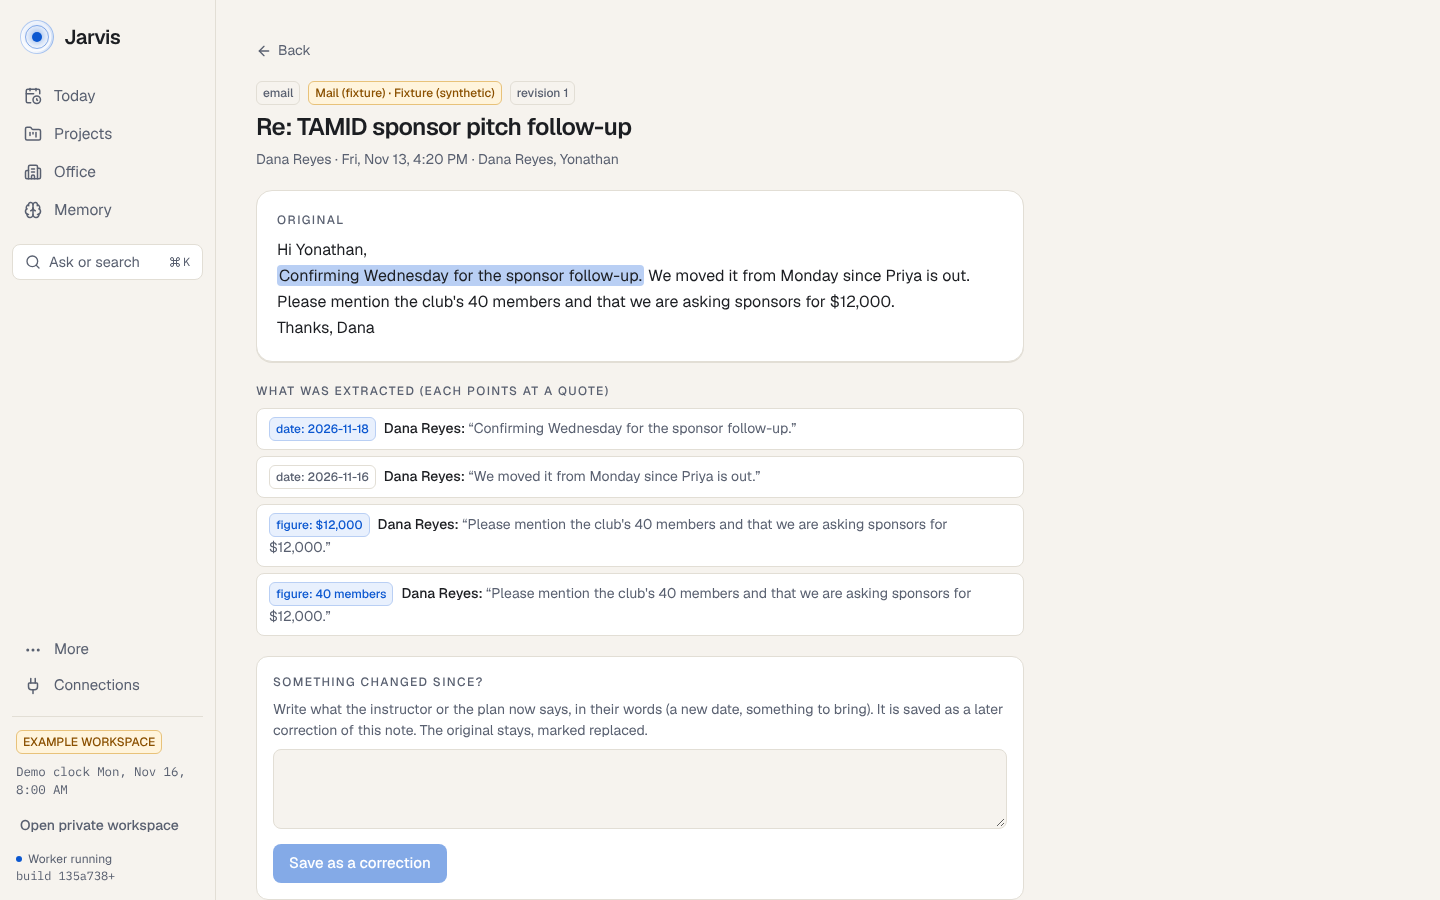 Jarvis
Today
Projects
Office
Memory
Ask or search ⌘K
More
Connections
EXAMPLE WORKSPACE
Demo clock Mon, Nov 16,
8:00 AM
Open private workspace
Worker running
build 135a738+
Back
email
Mail (fixture) · Fixture (synthetic)
revision 1
Re: TAMID sponsor pitch follow-up
Dana Reyes · Fri, Nov 13, 4:20 PM · Dana Reyes, Yonathan
ORIGINAL
Hi Yonathan,
Confirming Wednesday for the sponsor follow-up. We moved it from Monday since Priya is out.
Please mention the club's 40 members and that we are asking sponsors for $12,000.
Thanks, Dana
WHAT WAS EXTRACTED (EACH POINTS AT A QUOTE)
date: 2026-11-18 Dana Reyes: “Confirming Wednesday for the sponsor follow-up.”
date: 2026-11-16 Dana Reyes: “We moved it from Monday since Priya is out.”
figure: $12,000 Dana Reyes: “Please mention the club's 40 members and that we are asking sponsors for
$12,000.”
figure: 40 members Dana Reyes: “Please mention the club's 40 members and that we are asking sponsors for
$12,000.”
SOMETHING CHANGED SINCE?
Write what the instructor or the plan now says, in their words (a new date, something to bring). It is saved as a later
correction of this note. The original stays, marked replaced.
Save as a correction